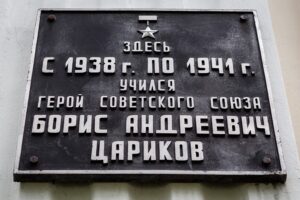 ЗДЕСЬ
С 1938 г. ПО 1941 г.
УЧИЛСЯ
ГЕРОЙ СОВЕТСКОГО СОЮЗА
БОРИС АНДРЕЕВИЧ
ЦАРИКОВ